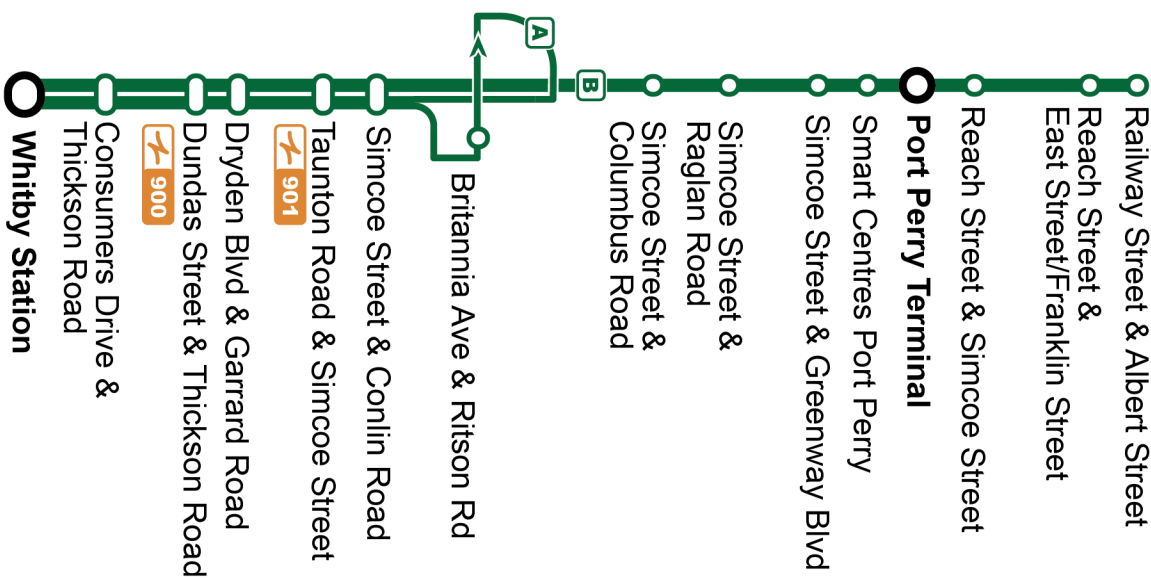 Railway Street & Albert Street
Reach Street &
East Street/Franklin Street
Reach Street & Simcoe Street
Port Perry Terminal
Smart Centres Port Perry
Simcoe Street & Greenway Blvd
Simcoe Street &
Raglan Road
Simcoe Street &
Columbus Road
B
A
Britannia Ave & Ritson Rd
Simcoe Street & Conlin Road
Taunton Road & Simcoe Street
901
Dryden Blvd & Garrard Road
Dundas Street & Thickson Road
900
Consumers Drive &
Thickson Road
Whitby Station